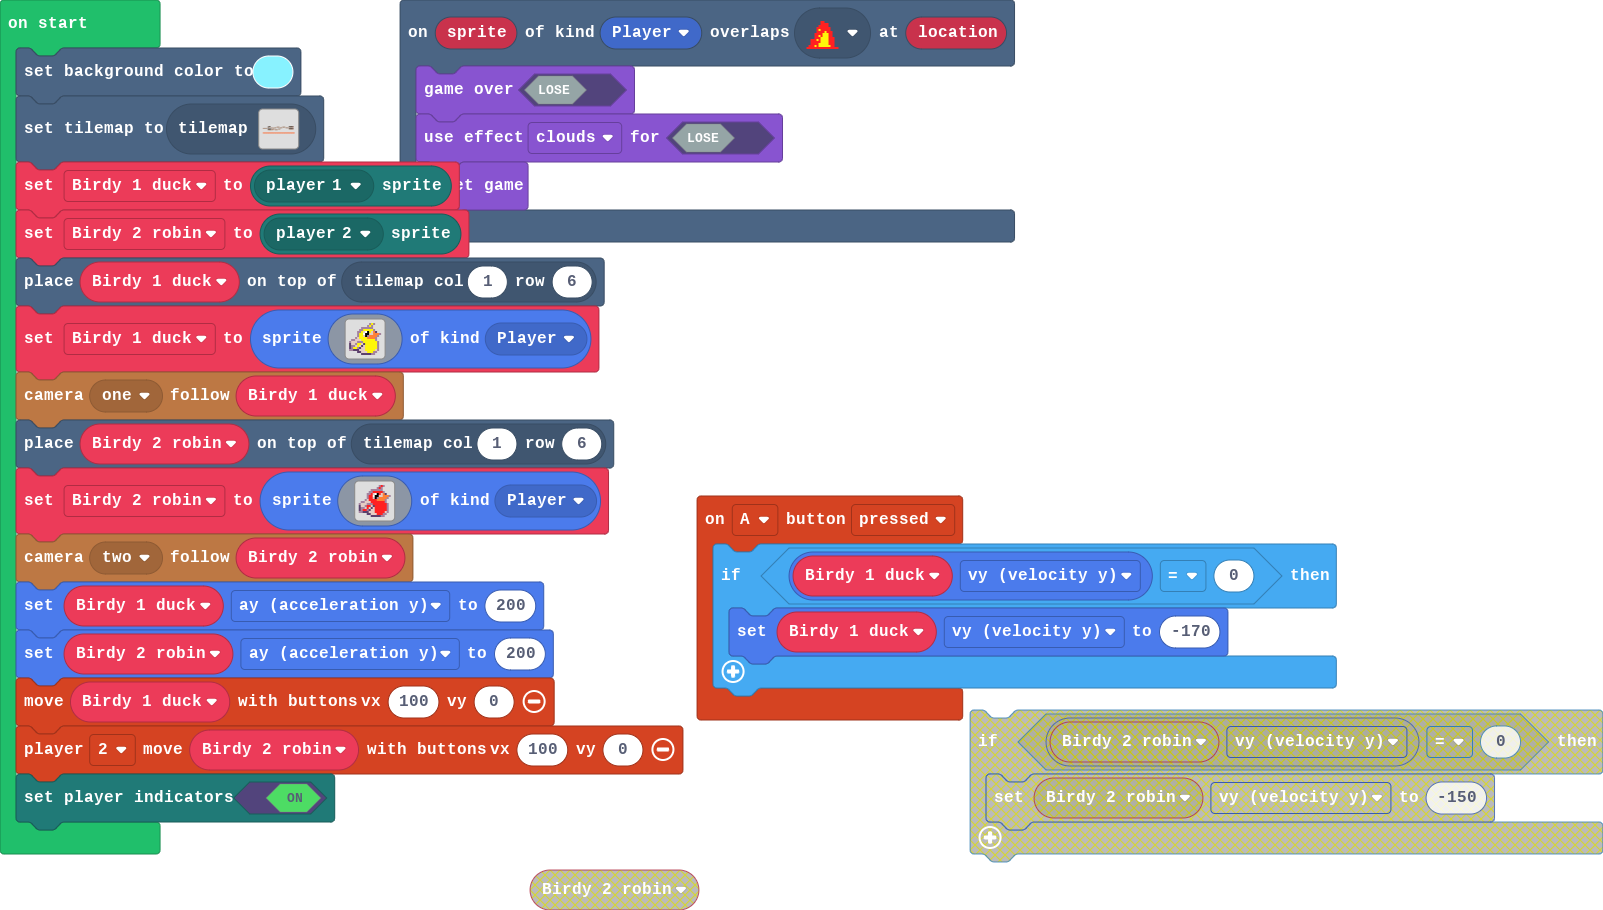 on start
set background color to
set tilemap to tilemap
set Birdy 1 duck to player 1 sprite
set Birdy 2 robin to player 2 sprite
place Birdy 1 duck on top of tilemap col 1 row 6
set Birdy 1 duck to sprite of kind Player
camera one follow Birdy 1 duck
place Birdy 2 robin on top of tilemap col 1 row 6
set Birdy 2 robin to sprite of kind Player
camera two follow Birdy 2 robin
set Birdy 1 duck ay (acceleration y) to 200
set Birdy 2 robin ay (acceleration y) to 200
move Birdy 1 duck with buttons vx 100 vy 0
player 2 move Birdy 2 robin with buttons vx 100 vy 0
set player indicators ON
on sprite of kind Player overlaps at location
game over LOSE
use effect clouds for LOSE
et game
on A button pressed
if Birdy 1 duck vy (velocity y) = 0 then
set Birdy 1 duck vy (velocity y) to -170
if Birdy 2 robin vy (velocity y) = 0 then
set Birdy 2 robin vy (velocity y) to -150
Birdy 2 robin